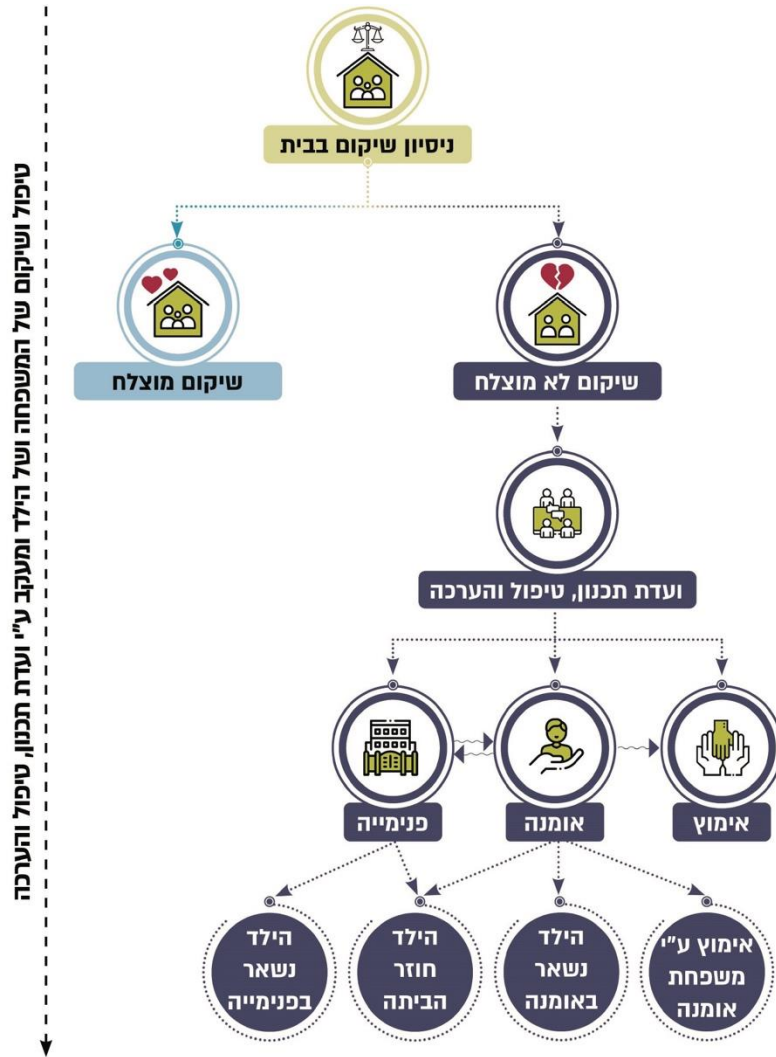 ניסיון שיקום בבית
שיקום לא מוצלח
שיקום מוצלח
ועדת תכנון, טיפול והערכה
אימוץ
אומנה
פנימייה
אימוץ ע"י
משפחת
אומנה
הילד
נשאר
באומנה
הילד
חוזר
הביתה
הילד
נשאר
בפנימייה
טיפול ושיקום של המשפחה ושל הילד ומעקב ע"י ועדת תכנון, טיפול והערכה